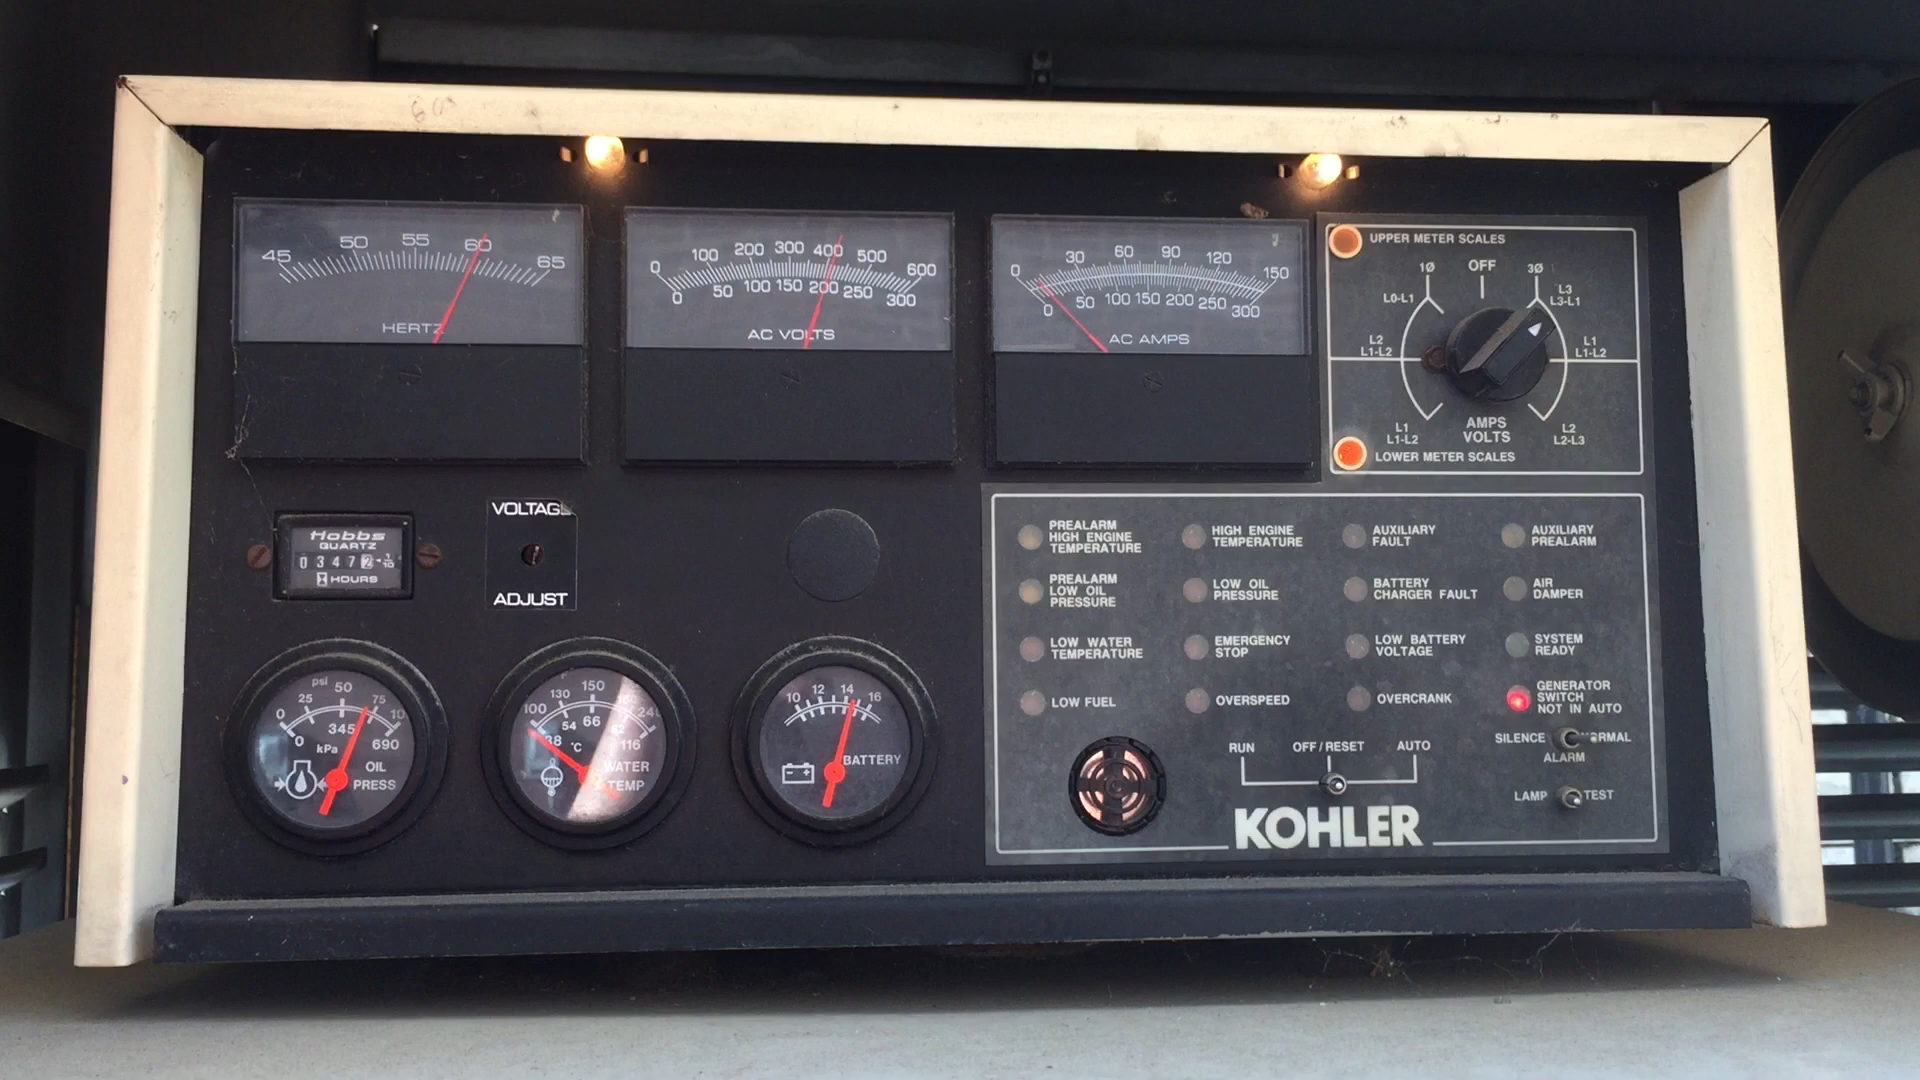 60
45 50 55 60 65
HERTZ
0 100 200 300 400 500 600
0 50 100 150 200 250 300
AC VOLTS
0 30 60 90 120 150
0 50 100 150 200 250 300
AC AMPS
UPPER METER SCALES
1Ø OFF 3Ø
L0-L1
L3
L3-L1
L2
L1-L2
L1
L1-L2
L1
L1-L2
AMPS
VOLTS
L2
L2-L3
LOWER METER SCALES
Hobbs
QUARTZ
0 3 4 7 2 1/10
HOURS
VOLTAGE
ADJUST
psi
0 25 50 75 10
0 345 690
kPa
OIL
PRESS
°F
100 130 150 240
38 54 66 82 116
°C
WATER
TEMP
10 12 14 16
BATTERY
PREALARM
HIGH ENGINE
TEMPERATURE
HIGH ENGINE
TEMPERATURE
AUXILIARY
FAULT
AUXILIARY
PREALARM
PREALARM
LOW OIL
PRESSURE
LOW OIL
PRESSURE
BATTERY
CHARGER FAULT
AIR
DAMPER
LOW WATER
TEMPERATURE
EMERGENCY
STOP
LOW BATTERY
VOLTAGE
SYSTEM
READY
LOW FUEL
OVERSPEED
OVERCRANK
GENERATOR
SWITCH
NOT IN AUTO
RUN OFF/RESET AUTO
SILENCE NORMAL
ALARM
LAMP TEST
KOHLER